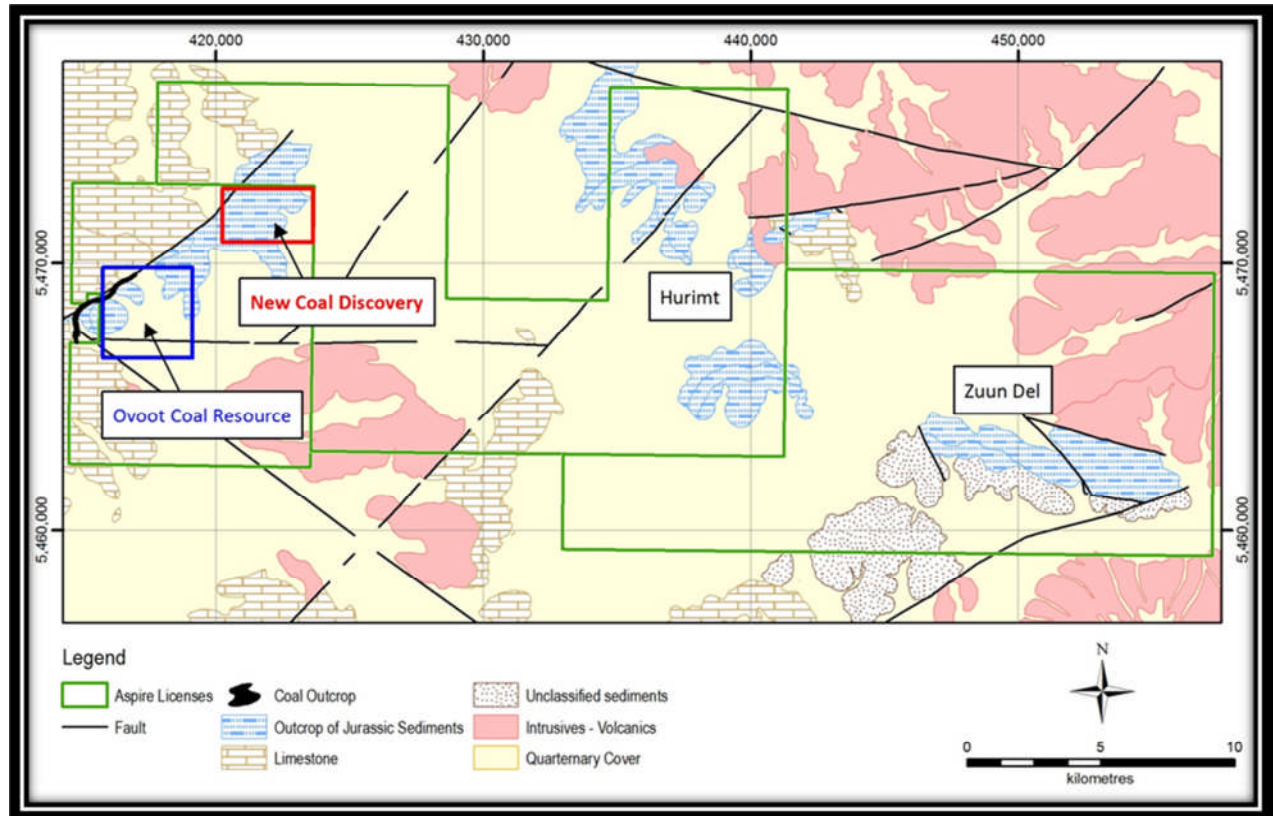 420,000 430,000 440,000 450,000
5,470,000 5,470,000
New Coal Discovery
Hurimt
Ovoot Coal Resource
Zuun Del
5,460,000 5,460,000
Legend
Aspire Licenses
Fault
Coal Outcrop
Outcrop of Jurassic Sediments
Limestone
Unclassified sediments
Intrusives - Volcanics
Quarternary Cover
N
0 5 10
kilometres